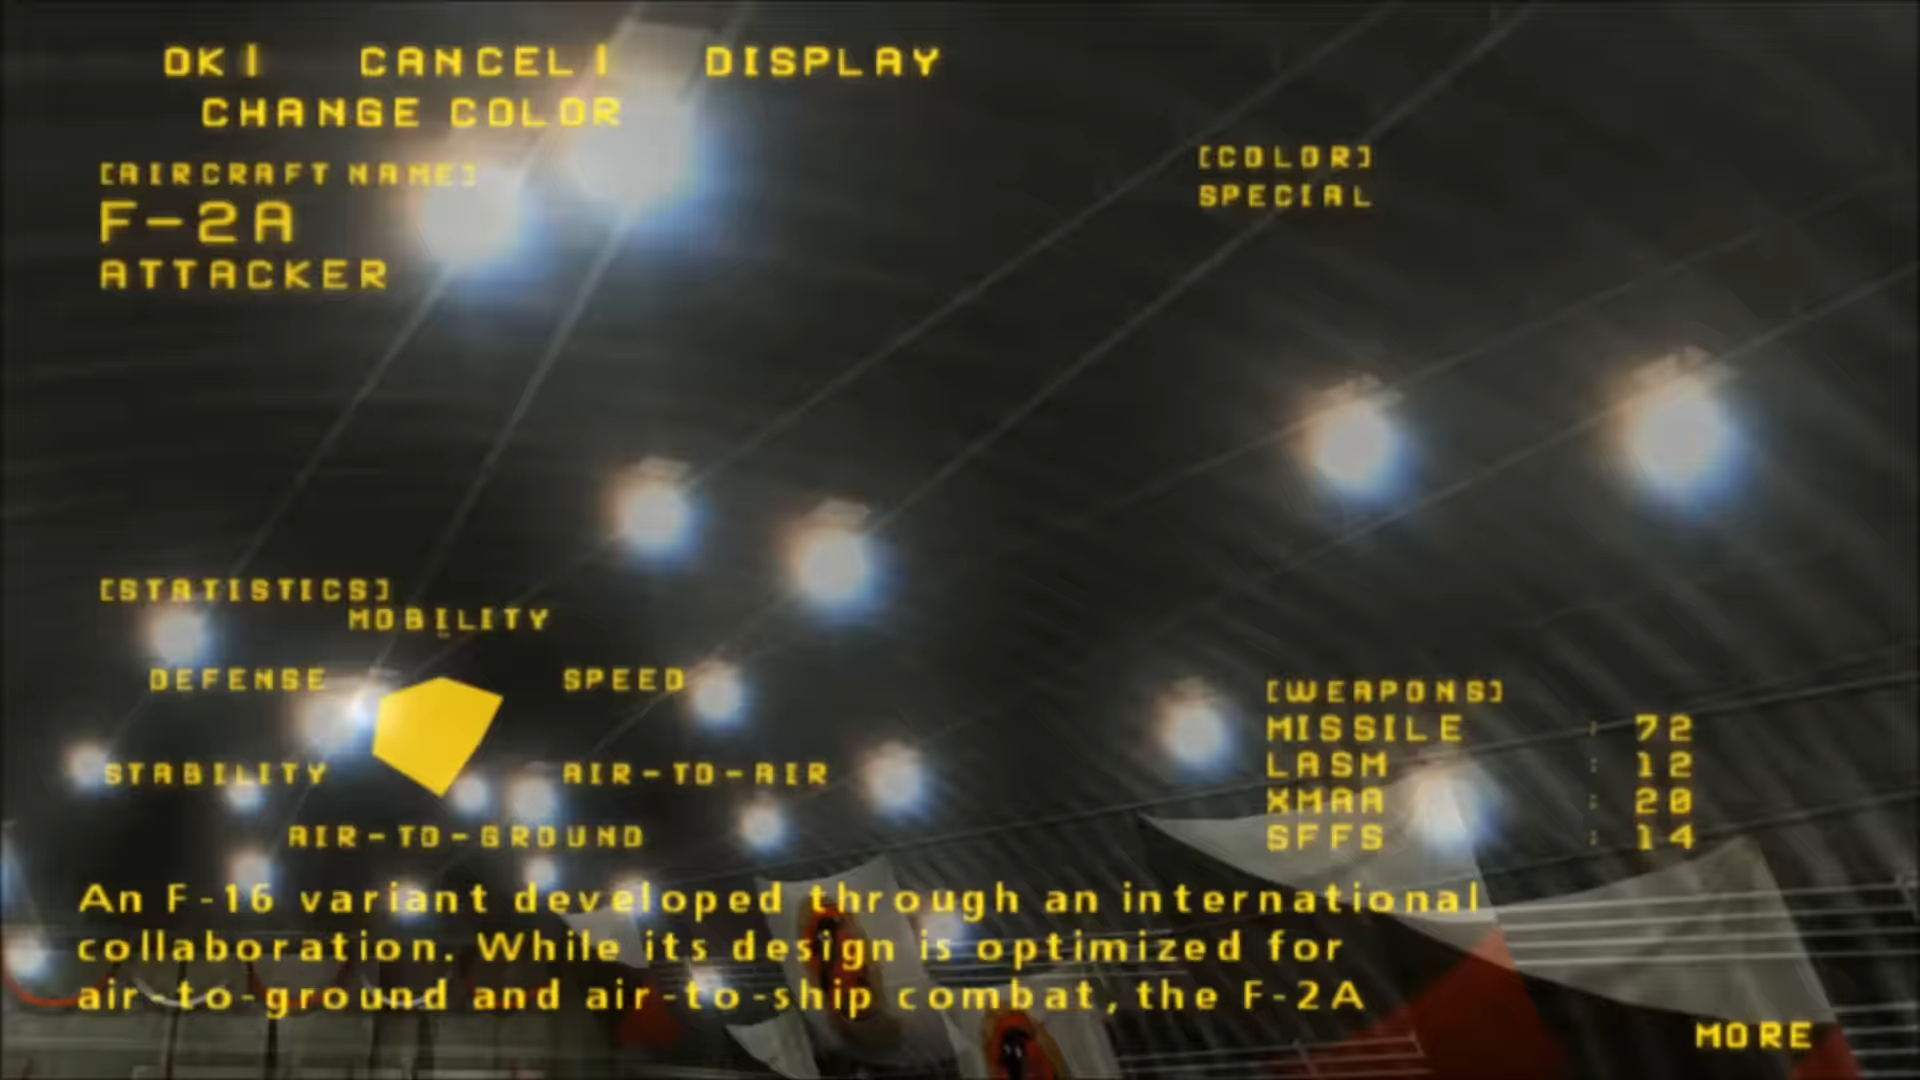 OK | CANCEL | DISPLAY
CHANGE COLOR
[AIRCRAFT NAME]
F-2A
ATTACKER
[COLOR]
SPECIAL
[STATISTICS]
MOBILITY
DEFENSE SPEED
STABILITY AIR-TO-AIR
AIR-TO-GROUND
[WEAPONS]
MISSILE : 72
LASM : 12
XMAA : 20
SFFS : 14
An F-16 variant developed through an international
collaboration. While its design is optimized for
air-to-ground and air-to-ship combat, the F-2A
MORE